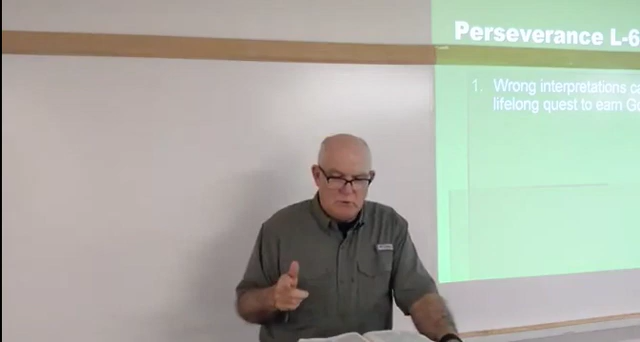 Perseverance L-6
1. Wrong interpretations
lifelong quest to earn